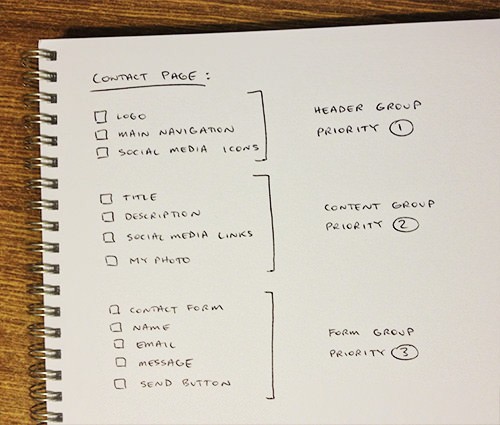 CONTACT PAGE:
LOGO
MAIN NAVIGATION
SOCIAL MEDIA ICONS
HEADER GROUP
PRIORITY 1
TITLE
DESCRIPTION
SOCIAL MEDIA LINKS
MY PHOTO
CONTENT GROUP
PRIORITY 2
CONTACT FORM
NAME
EMAIL
MESSAGE
SEND BUTTON
FORM GROUP
PRIORITY 3